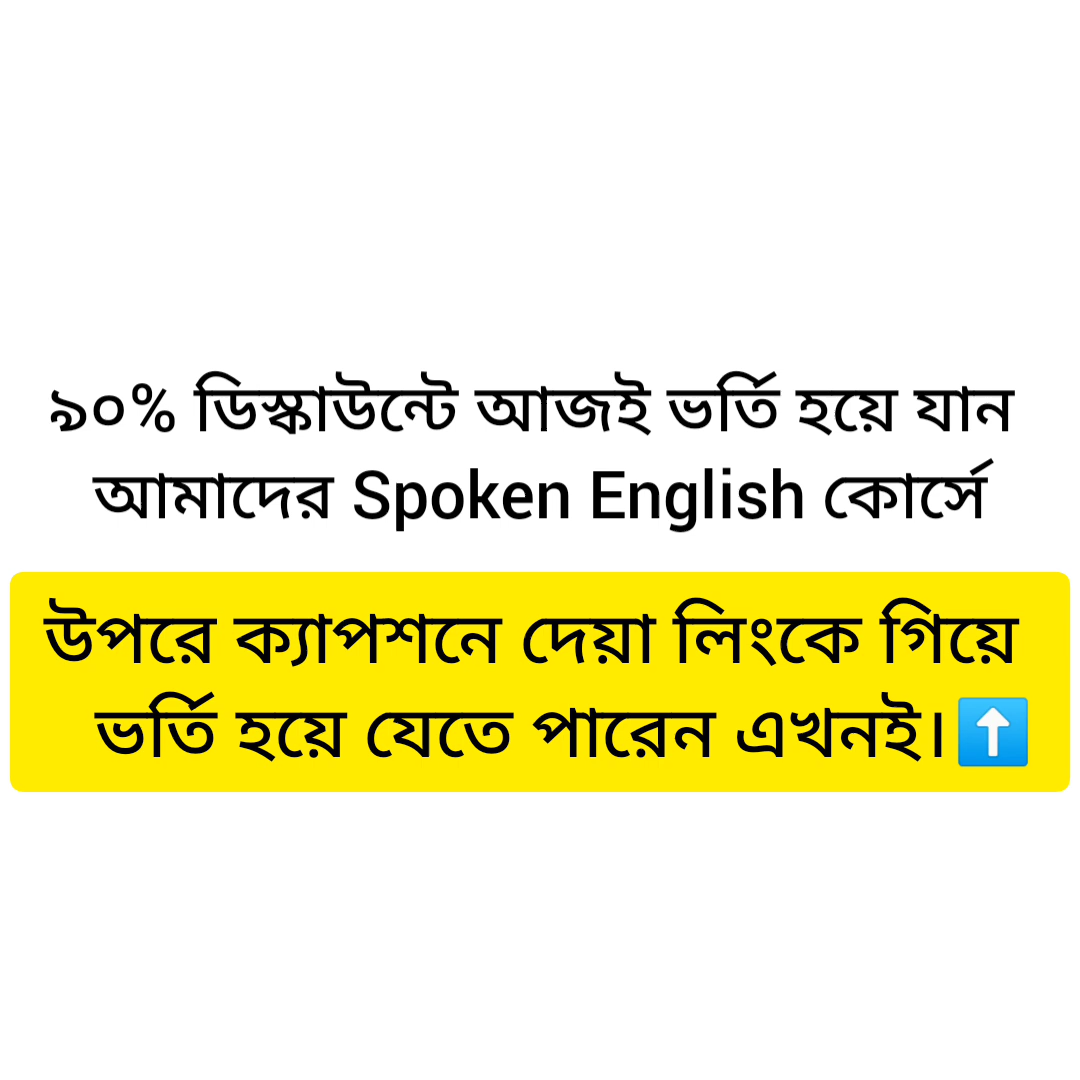 ৯০% ডিস্কাউন্টে আজই ভর্তি হয়ে যান
আমাদের Spoken English কোর্সে
উপরে ক্যাপশনে দেয়া লিংকে গিয়ে
ভর্তি হয়ে যেতে পারেন এখনই।⬆️